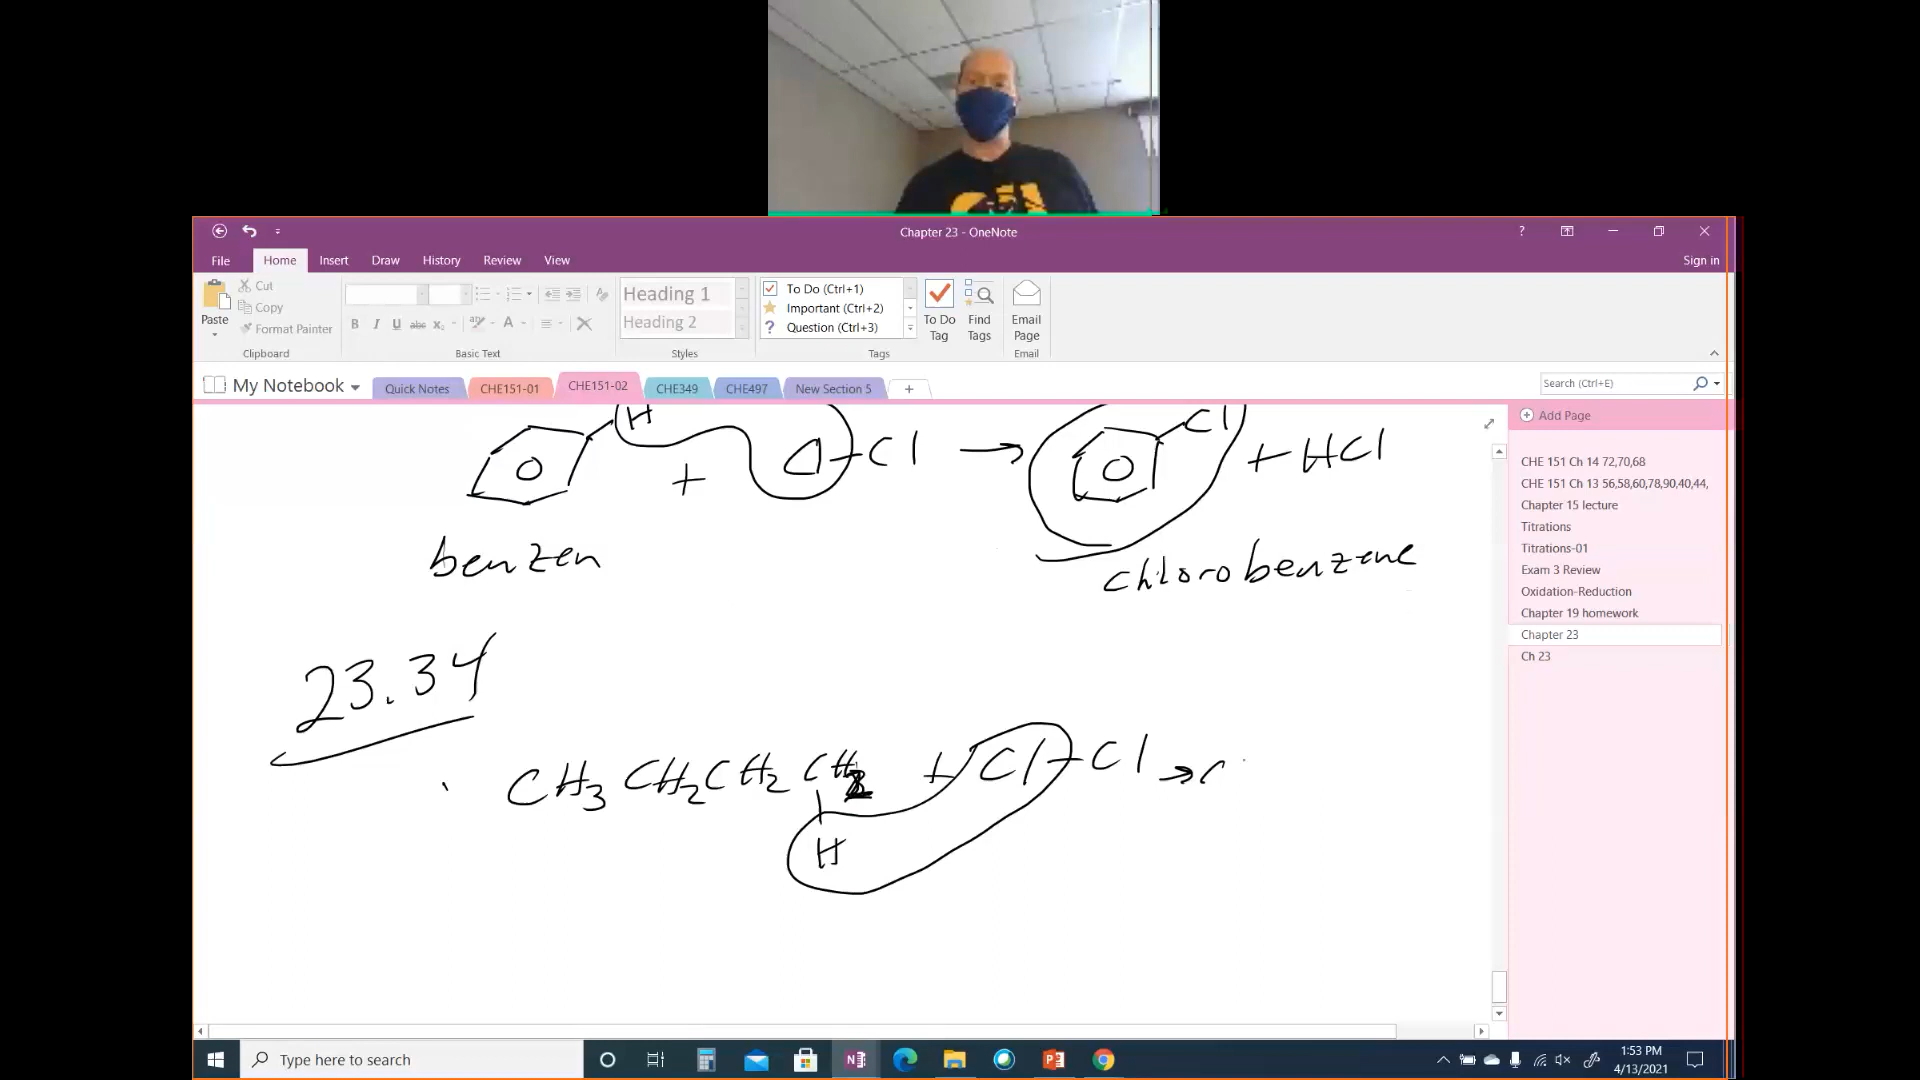 Chapter 23 - OneNote
?
File Home Insert Draw History Review View Sign in
Paste
Cut
Copy
Format Painter
Clipboard
B I U abc x₂ A
Basic Text
Heading 1
Heading 2
Styles
To Do (Ctrl+1)
Important (Ctrl+2)
? Question (Ctrl+3)
Tags
To Do Tag
Find Tags
Email Page
Email
My Notebook Quick Notes CHE151-01 CHE151-02 CHE349 CHE497 New Section 5 +
Search (Ctrl+E)
Add Page
CHE 151 Ch 14 72,70,68
CHE 151 Ch 13 56,58,60,78,90,40,44,
Chapter 15 lecture
Titrations
Titrations-01
Exam 3 Review
Oxidation-Reduction
Chapter 19 homework
Chapter 23
Ch 23
H + Cl-Cl → Cl + HCl
benzen chlorobenzene
23.34
CH3 CH2CH2 CH2 + Cl-Cl → C
H
Type here to search
1:53 PM
4/13/2021